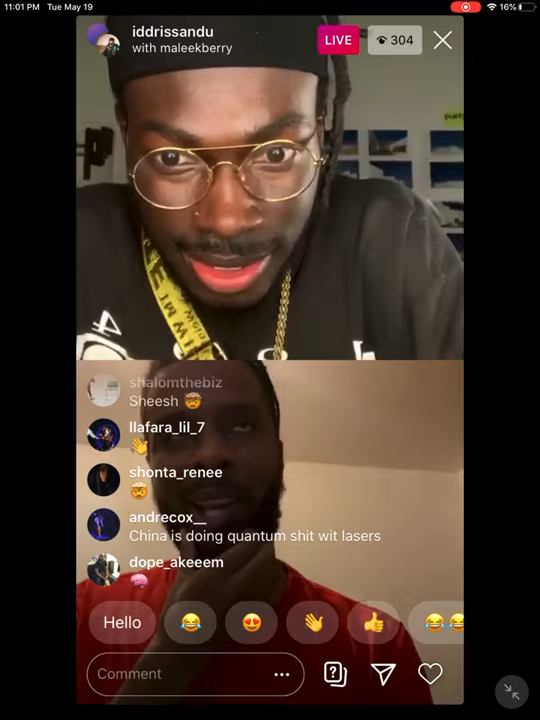 11:01 PM Tue May 19
16%
iddrissandu
with maleekberry
LIVE
304
shalomthebiz
Sheesh 🤯
llafara_lil_7
👋
shonta_renee
🤯
andrecox__
China is doing quantum shit wit lasers
dope_akeeem
🧠
Hello 😂 😍 👋 👍 😂😂
Comment